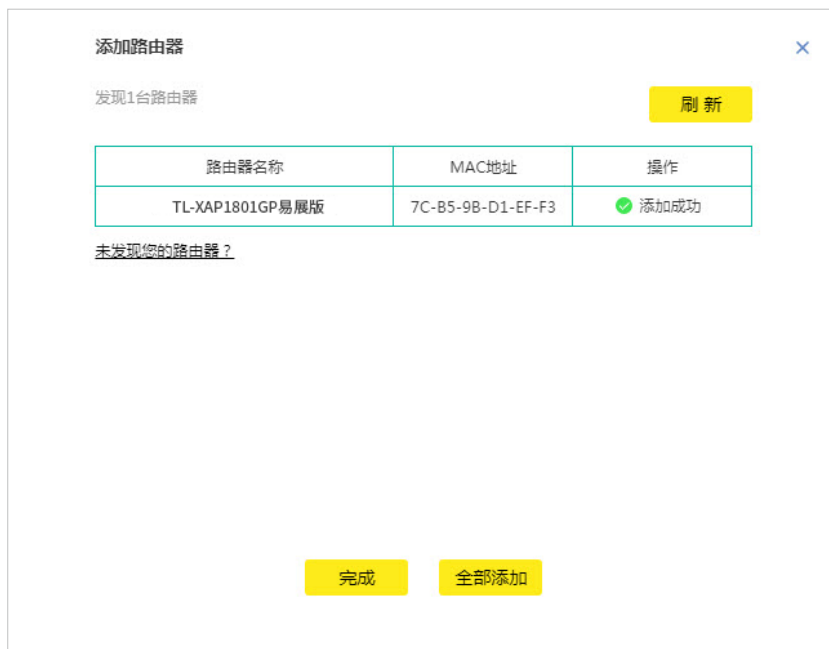 添加路由器
发现1台路由器
刷新
路由器名称 MAC地址 操作
TL-XAP1801GP易展版 7C-B5-9B-D1-EF-F3 添加成功
未发现您的路由器？
完成 全部添加